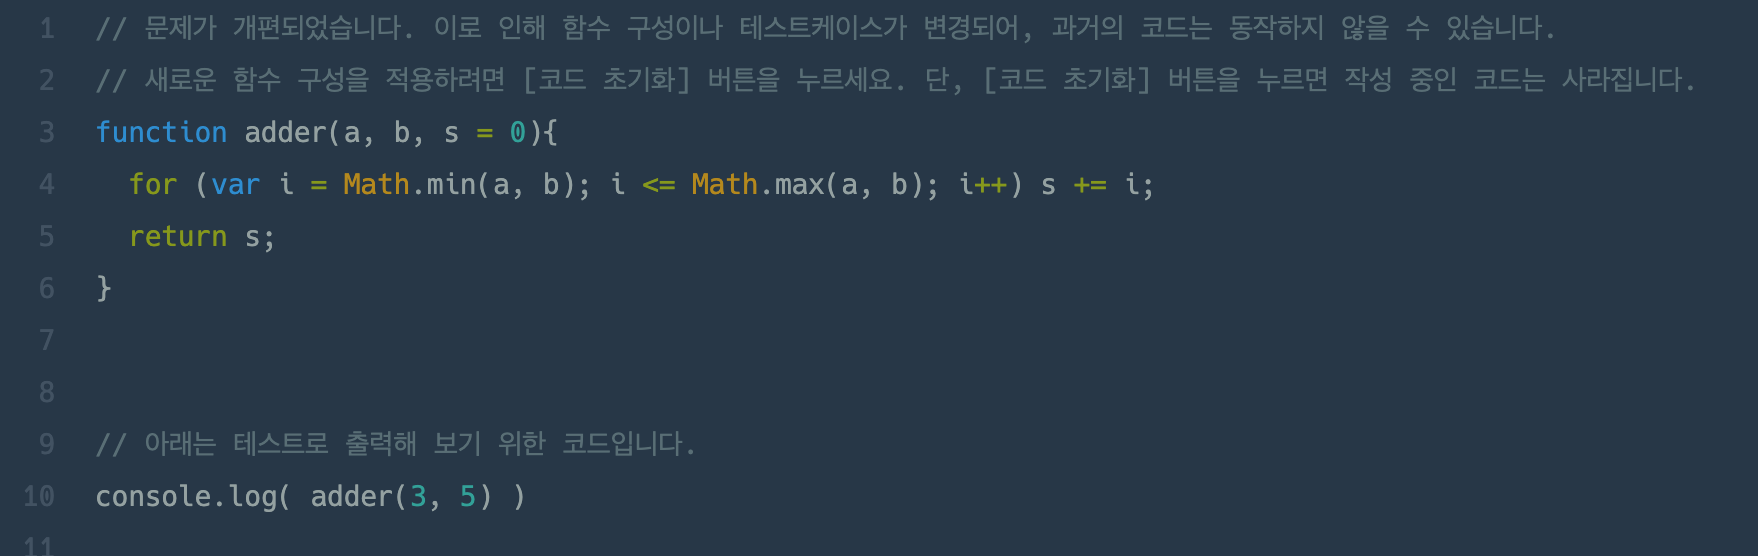 1 // 문제가 개편되었습니다. 이로 인해 함수 구성이나 테스트케이스가 변경되어, 과거의 코드는 동작하지 않을 수 있습니다.
2 // 새로운 함수 구성을 적용하려면 [코드 초기화] 버튼을 누르세요. 단, [코드 초기화] 버튼을 누르면 작성 중인 코드는 사라집니다.
3 function adder(a, b, s = 0){
4   for (var i = Math.min(a, b); i <= Math.max(a, b); i++) s += i;
5   return s;
6 }
7
8
9 // 아래는 테스트로 출력해 보기 위한 코드입니다.
10 console.log( adder(3, 5) )
11